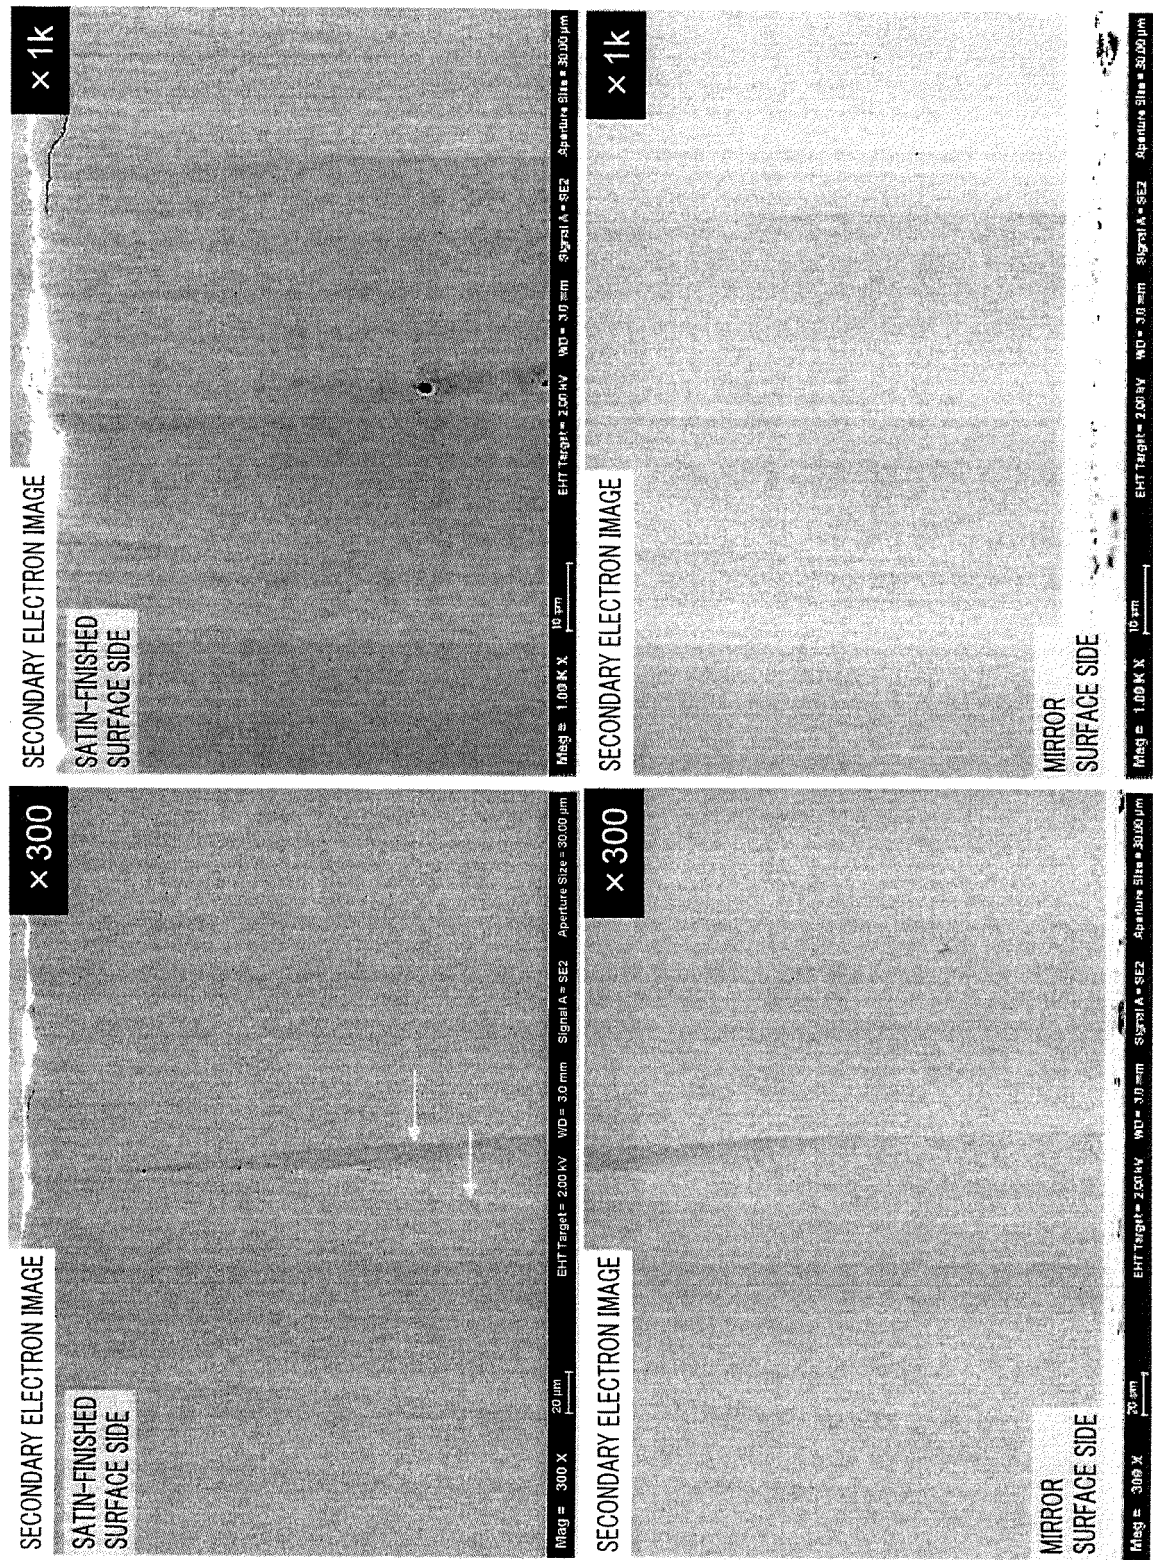 SECONDARY ELECTRON IMAGE
× 300
SATIN-FINISHED
SURFACE SIDE
Mag = 300 X
20 µm
EHT Target = 2.00 kV
WD = 3.0 mm
Signal A = SE2
Aperture Size = 30.00 µm
SECONDARY ELECTRON IMAGE
× 1k
SATIN-FINISHED
SURFACE SIDE
Mag = 1.00 K X
10 µm
EHT Target = 2.00 kV
WD = 3.0 mm
Signal A = SE2
Aperture Size = 30.00 µm
SECONDARY ELECTRON IMAGE
× 300
MIRROR
SURFACE SIDE
Mag = 300 X
20 µm
EHT Target = 2.00 kV
WD = 3.0 mm
Signal A = SE2
Aperture Size = 30.00 µm
SECONDARY ELECTRON IMAGE
× 1k
MIRROR
SURFACE SIDE
Mag = 1.00 K X
10 µm
EHT Target = 2.00 kV
WD = 3.0 mm
Signal A = SE2
Aperture Size = 30.00 µm